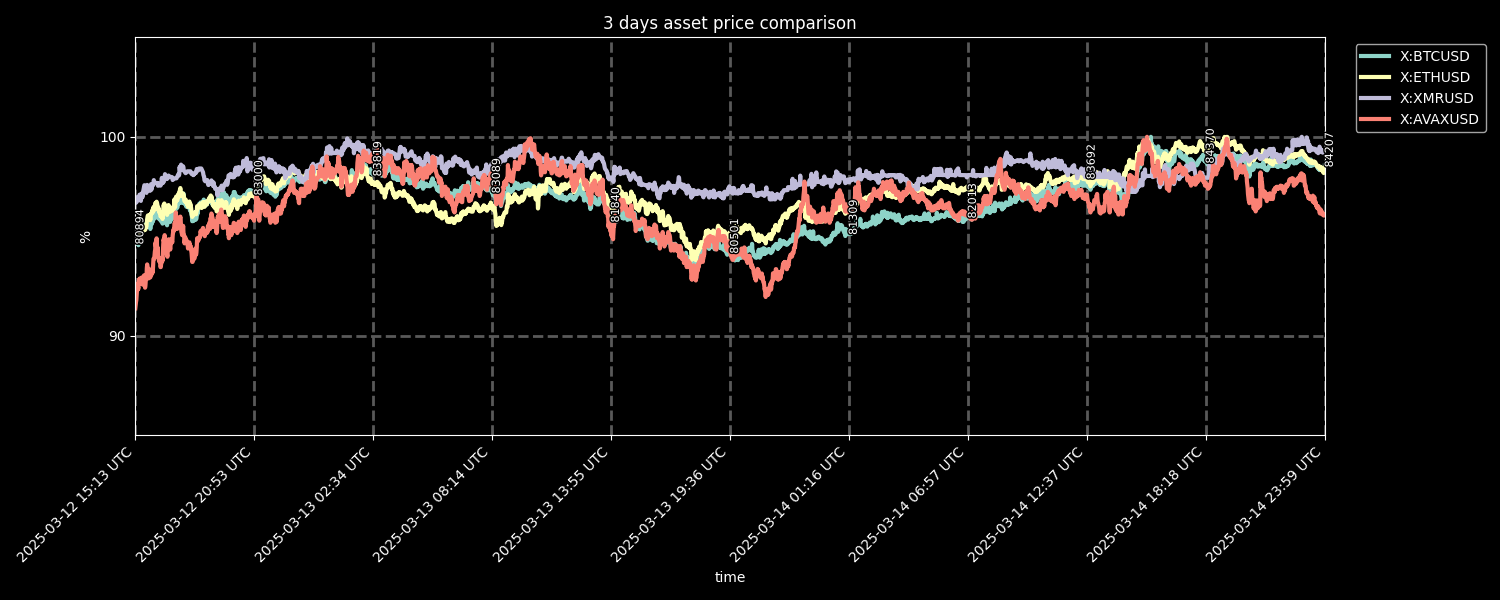 3 days asset price comparison
X:BTCUSD
X:ETHUSD
X:XMRUSD
X:AVAXUSD
100
90
%
80894
83000
83819
83089
81840
80501
81309
82013
83692
84370
84207
2025-03-12 15:13 UTC
2025-03-12 20:53 UTC
2025-03-13 02:34 UTC
2025-03-13 08:14 UTC
2025-03-13 13:55 UTC
2025-03-13 19:36 UTC
2025-03-14 01:16 UTC
2025-03-14 06:57 UTC
2025-03-14 12:37 UTC
2025-03-14 18:18 UTC
2025-03-14 23:59 UTC
time